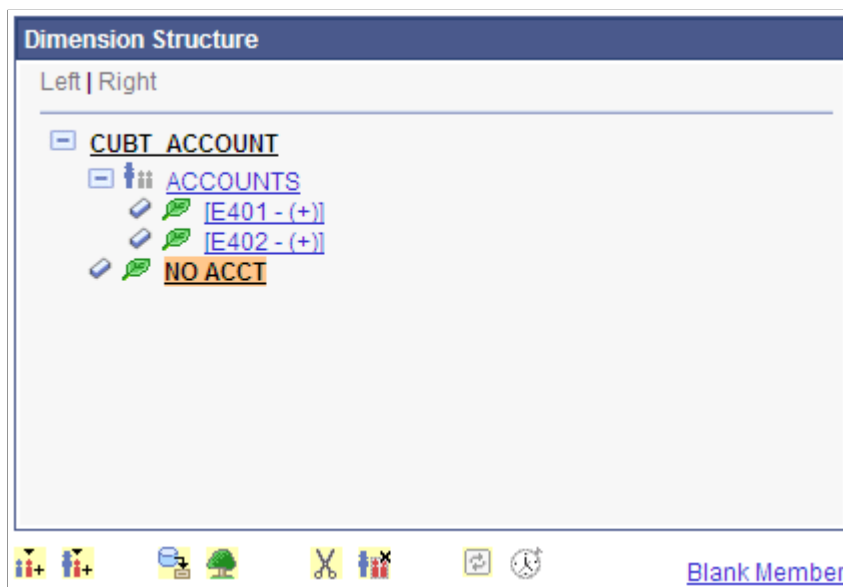 Dimension Structure
Left | Right
CUBT_ACCOUNT
ACCOUNTS
[E401 - (+)]
[E402 - (+)]
NO ACCT
Blank Member